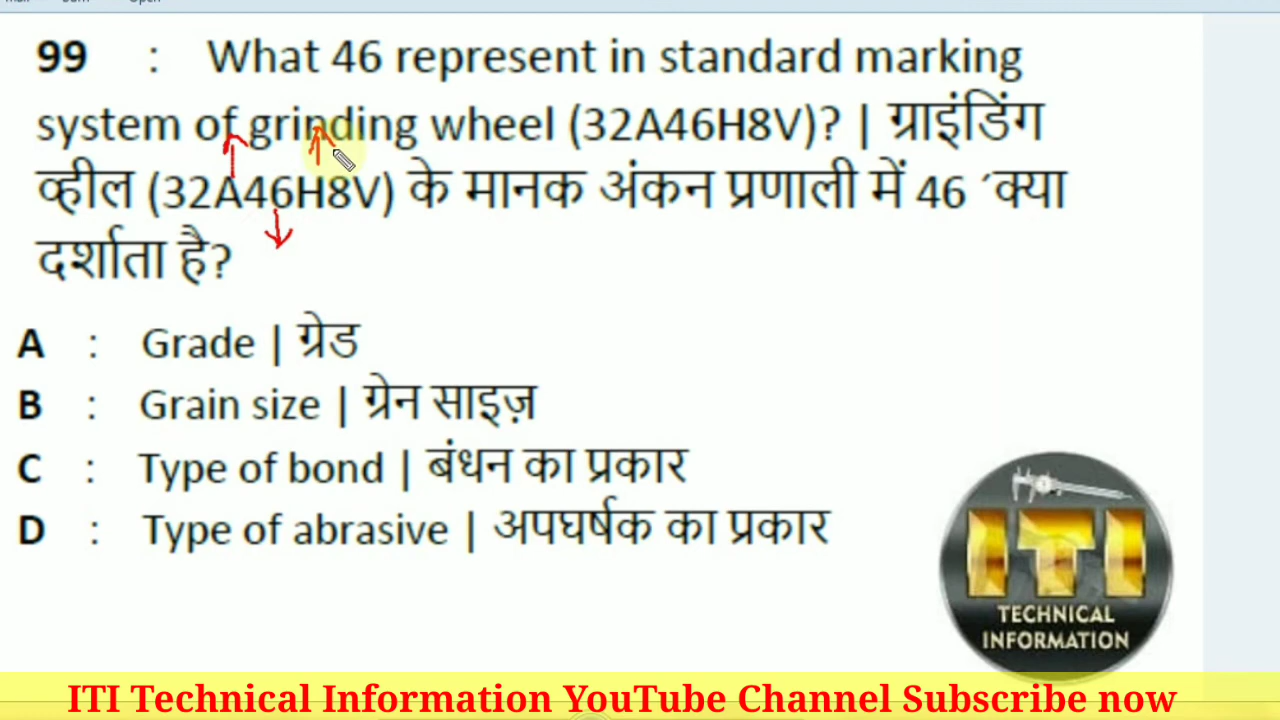 99 : What 46 represent in standard marking
system of grinding wheel (32A46H8V)? | ग्राइंडिंग
व्हील (32A46H8V) के मानक अंकन प्रणाली में 46 ´क्या
दर्शाता है?
A : Grade | ग्रेड
B : Grain size | ग्रेन साइज़
C : Type of bond | बंधन का प्रकार
D : Type of abrasive | अपघर्षक का प्रकार
ITI
TECHNICAL
INFORMATION
ITI Technical Information YouTube Channel Subscribe now